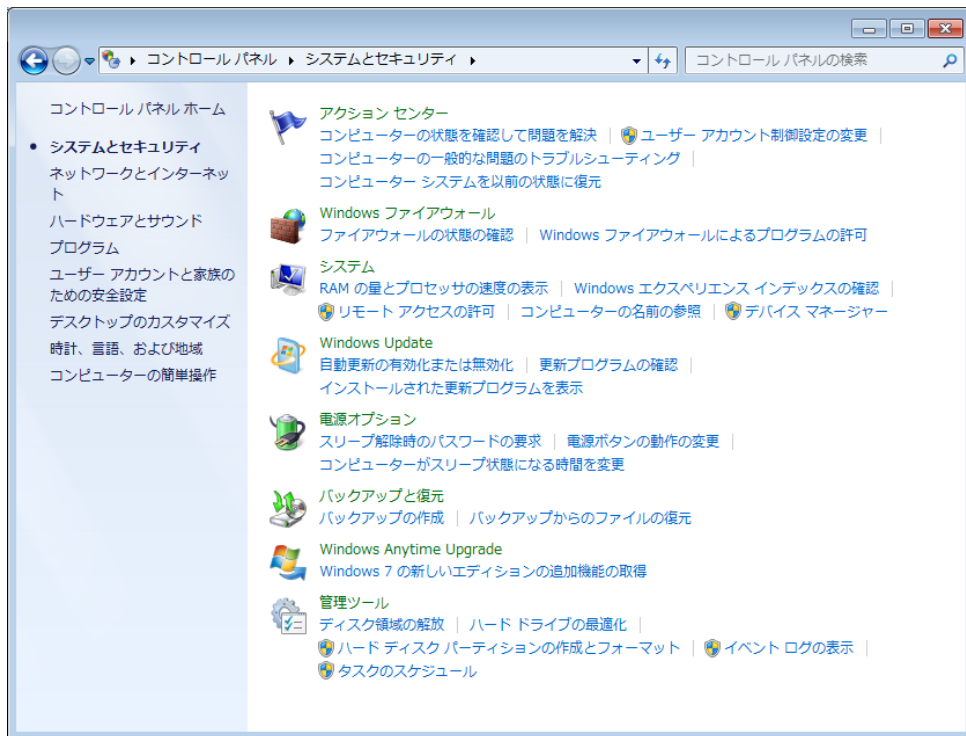 コントロール パネル ▸ システムとセキュリティ ▸
コントロール パネルの検索
コントロール パネル ホーム
システムとセキュリティ
ネットワークとインターネッ
ト
ハードウェアとサウンド
プログラム
ユーザー アカウントと家族の
ための安全設定
デスクトップのカスタマイズ
時計、言語、および地域
コンピューターの簡単操作
アクション センター
コンピューターの状態を確認して問題を解決 | ユーザー アカウント制御設定の変更 |
コンピューターの一般的な問題のトラブルシューティング |
コンピューター システムを以前の状態に復元
Windows ファイアウォール
ファイアウォールの状態の確認 | Windows ファイアウォールによるプログラムの許可
システム
RAM の量とプロセッサの速度の表示 | Windows エクスペリエンス インデックスの確認 |
リモート アクセスの許可 | コンピューターの名前の参照 | デバイス マネージャー
Windows Update
自動更新の有効化または無効化 | 更新プログラムの確認 |
インストールされた更新プログラムを表示
電源オプション
スリープ解除時のパスワードの要求 | 電源ボタンの動作の変更 |
コンピューターがスリープ状態になる時間を変更
バックアップと復元
バックアップの作成 | バックアップからのファイルの復元
Windows Anytime Upgrade
Windows 7 の新しいエディションの追加機能の取得
管理ツール
ディスク領域の解放 | ハード ドライブの最適化 |
ハード ディスク パーティションの作成とフォーマット | イベント ログの表示 |
タスクのスケジュール